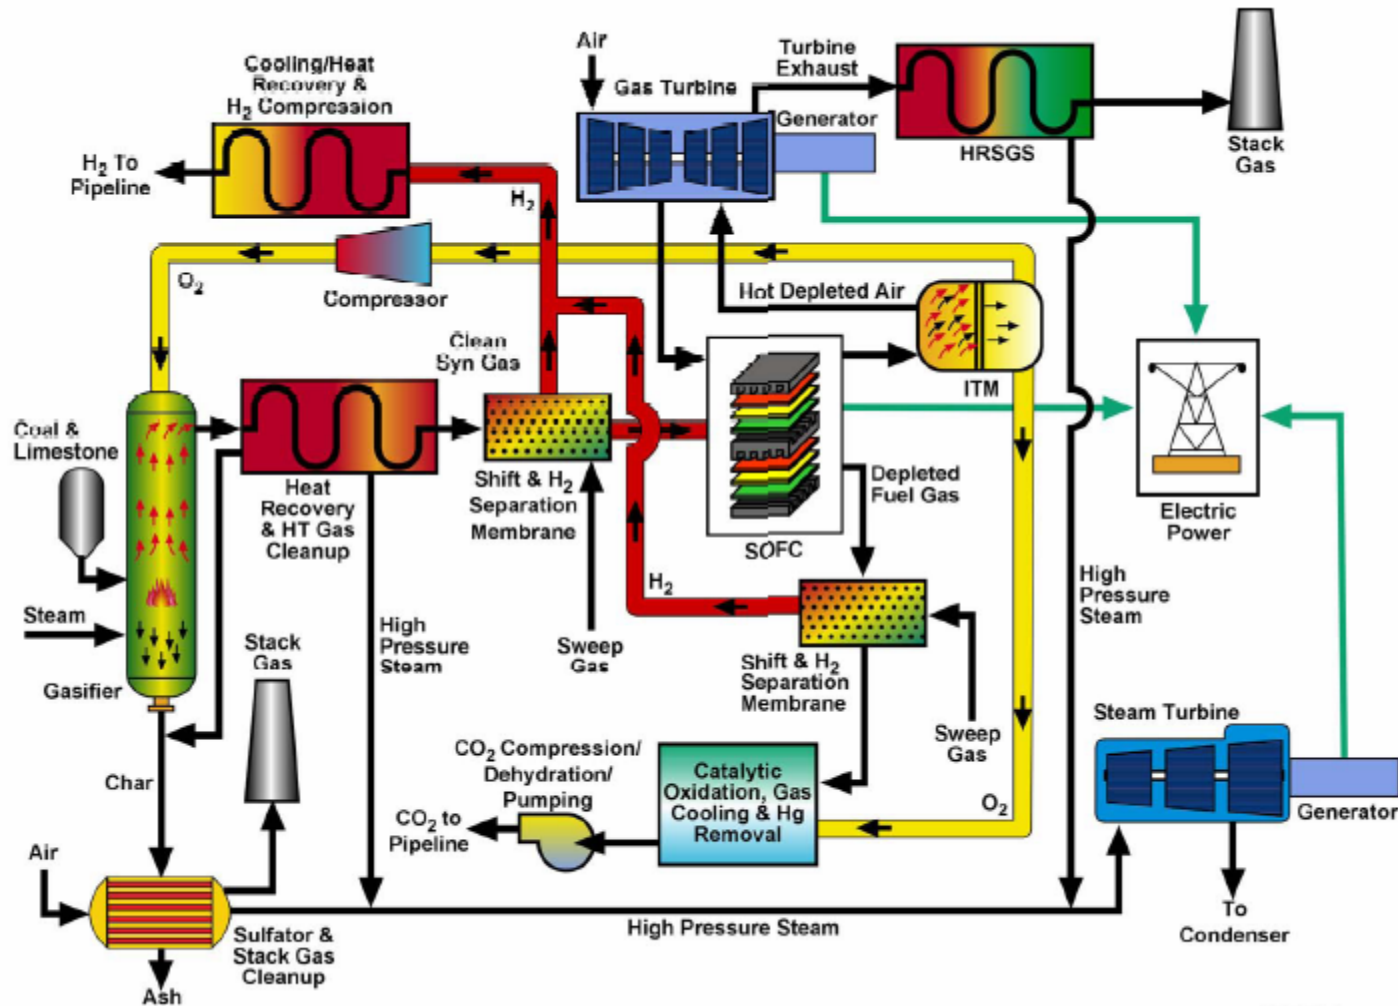 Cooling/Heat
Recovery &
H2 Compression
H2 To
Pipeline
H2
Air
Gas Turbine
Turbine
Exhaust
Generator
HRSGS
Stack
Gas
O2
Compressor
Hot Depleted Air
ITM
Clean
Syn Gas
Coal &
Limestone
Heat
Recovery
& HT Gas
Cleanup
Shift & H2
Separation
Membrane
SOFC
Depleted
Fuel Gas
Electric
Power
Steam
Gasifier
Stack
Gas
High
Pressure
Steam
Sweep
Gas
H2
Shift & H2
Separation
Membrane
Sweep
Gas
High
Pressure
Steam
Steam Turbine
Generator
Char
CO2 Compression/
Dehydration/
Pumping
CO2 to
Pipeline
Catalytic
Oxidation, Gas
Cooling & Hg
Removal
O2
Air
Sulfator &
Stack Gas
Cleanup
Ash
High Pressure Steam
To
Condenser